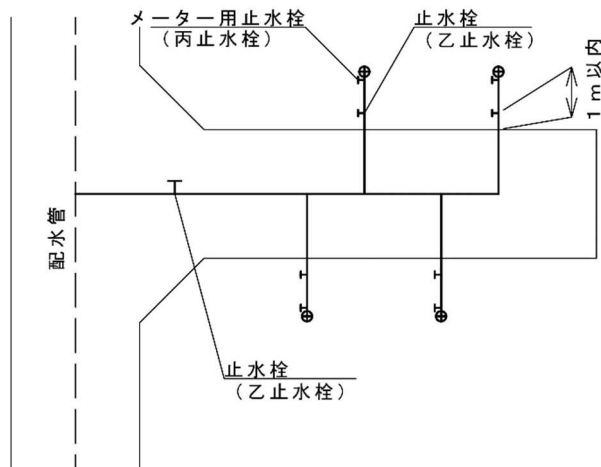 メーター用止水栓
（丙止水栓）
止水栓
（乙止水栓）
1m以内
配水管
止水栓
（乙止水栓）